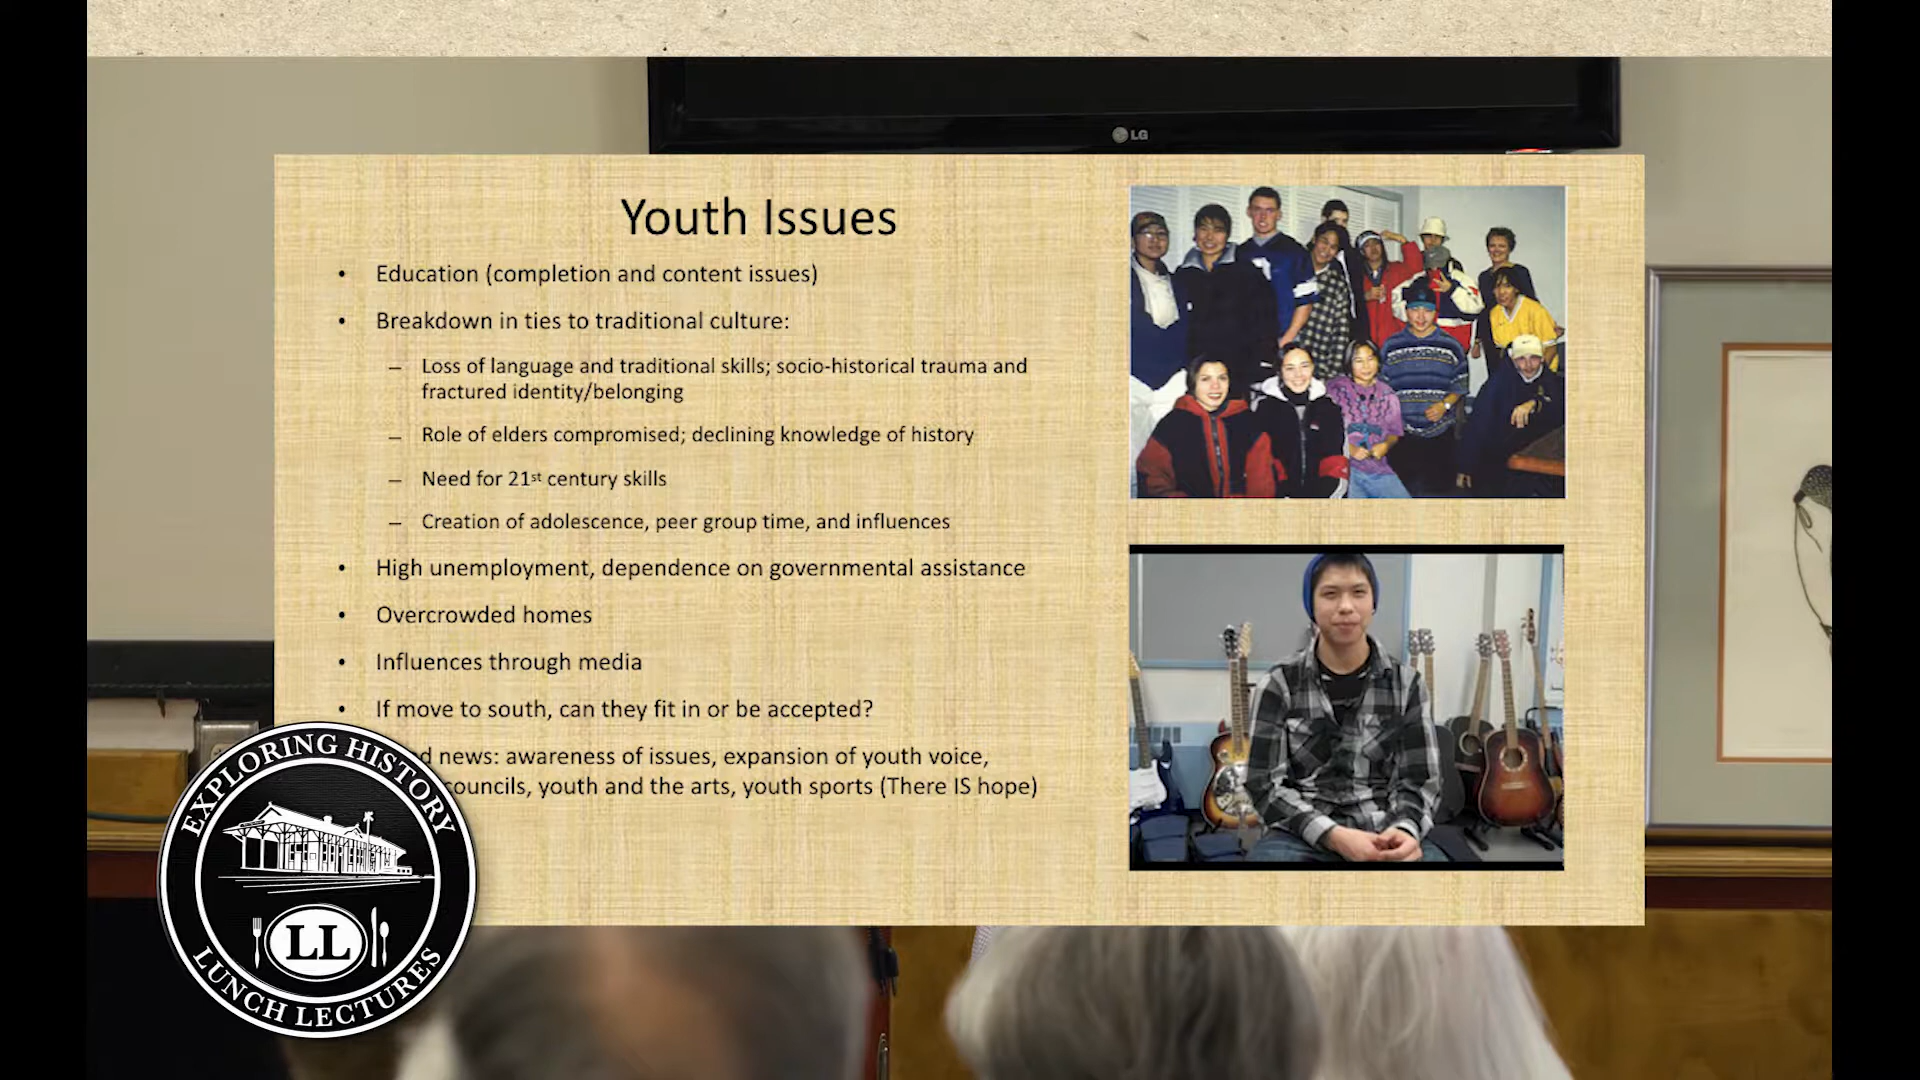 LG
Youth Issues
• Education (completion and content issues)
• Breakdown in ties to traditional culture:
– Loss of language and traditional skills; socio-historical trauma and
fractured identity/belonging
– Role of elders compromised; declining knowledge of history
– Need for 21st century skills
– Creation of adolescence, peer group time, and influences
• High unemployment, dependence on governmental assistance
• Overcrowded homes
• Influences through media
• If move to south, can they fit in or be accepted?
news: awareness of issues, expansion of youth voice,
councils, youth and the arts, youth sports (There IS hope)
EXPLORING HISTORY
LL
LUNCH LECTURES